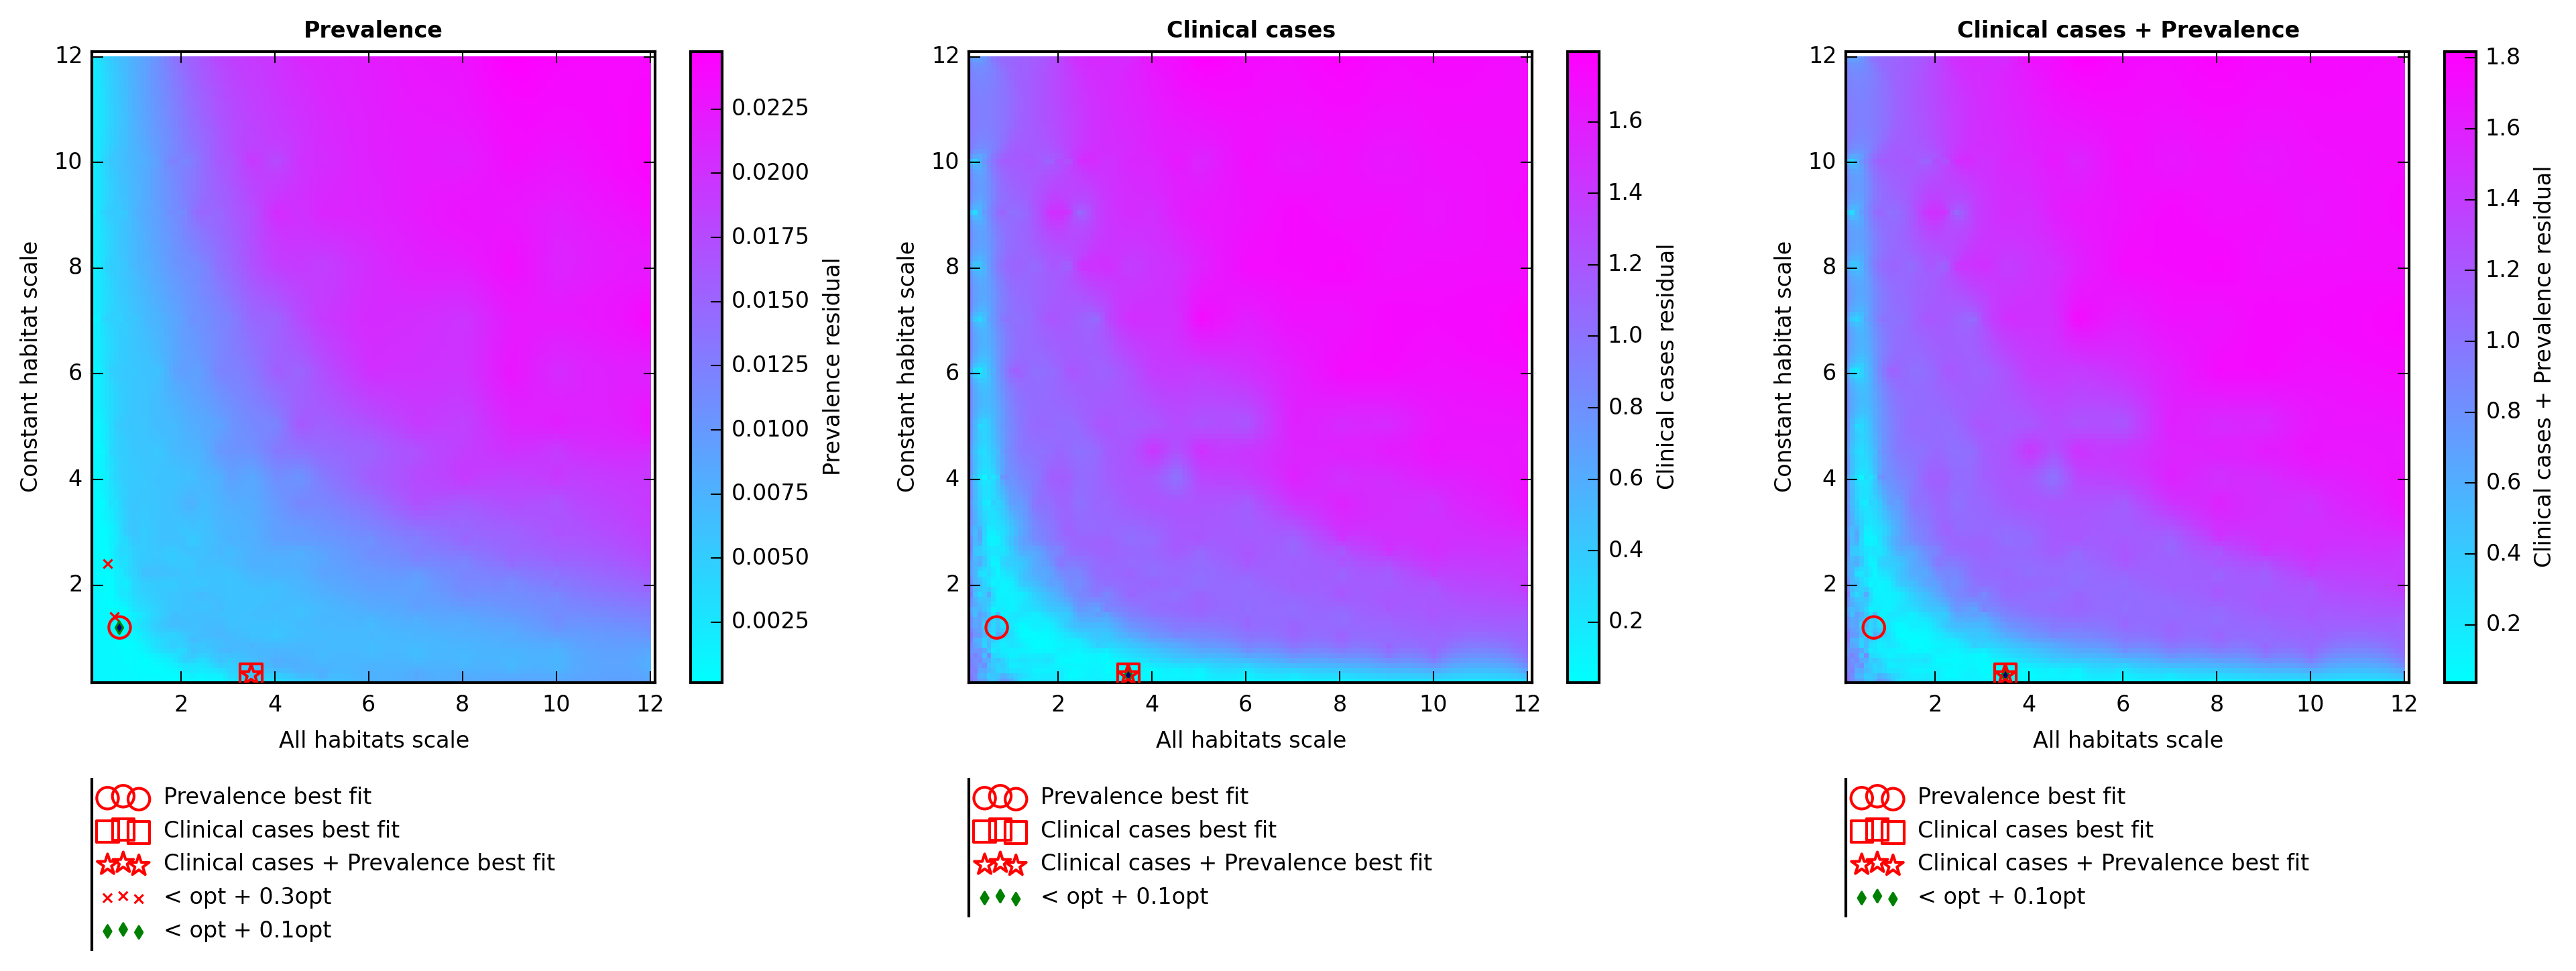 Prevalence
Clinical cases
Clinical cases + Prevalence
12
10
8
6
4
2
Constant habitat scale
2 4 6 8 10 12
All habitats scale
0.0225
0.0200
0.0175
0.0150
0.0125
0.0100
0.0075
0.0050
0.0025
Prevalence residual
12
10
8
6
4
2
Constant habitat scale
2 4 6 8 10 12
All habitats scale
1.6
1.4
1.2
1.0
0.8
0.6
0.4
0.2
Clinical cases residual
12
10
8
6
4
2
Constant habitat scale
2 4 6 8 10 12
All habitats scale
1.8
1.6
1.4
1.2
1.0
0.8
0.6
0.4
0.2
Clinical cases + Prevalence residual
Prevalence best fit
Clinical cases best fit
Clinical cases + Prevalence best fit
< opt + 0.3opt
< opt + 0.1opt
Prevalence best fit
Clinical cases best fit
Clinical cases + Prevalence best fit
< opt + 0.1opt
Prevalence best fit
Clinical cases best fit
Clinical cases + Prevalence best fit
< opt + 0.1opt